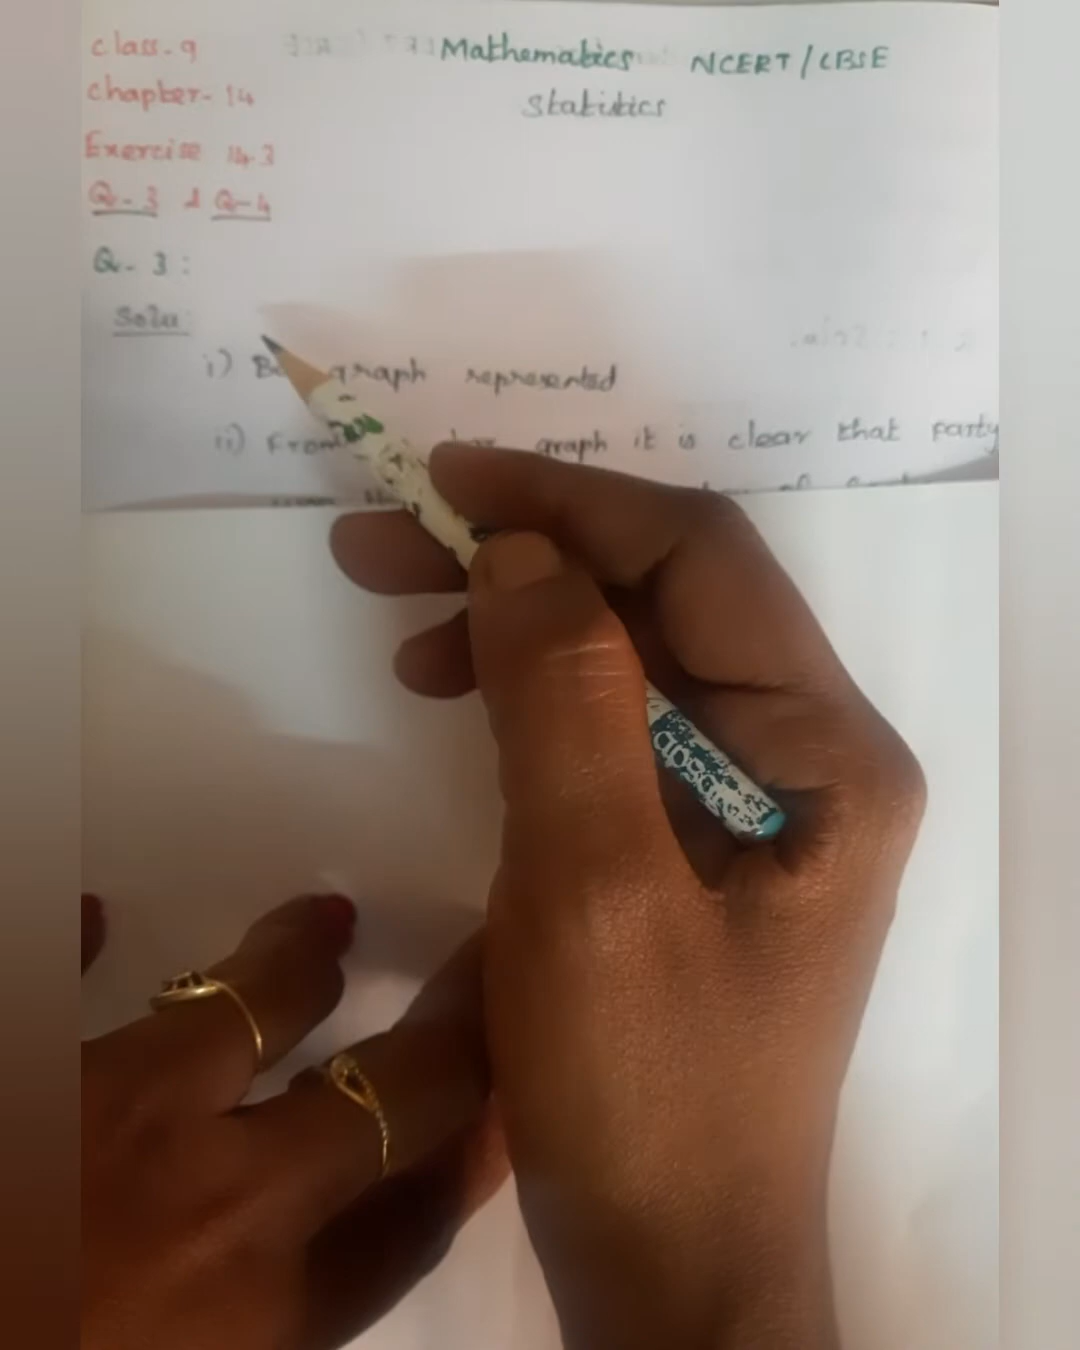 class-9 Mathematics NCERT/CBSE
chapter-14 Statistics
Exercise 14.3
Q-3 & Q-4
Q-3:
Soln:
i) graph represented
ii) From graph it is clear that party